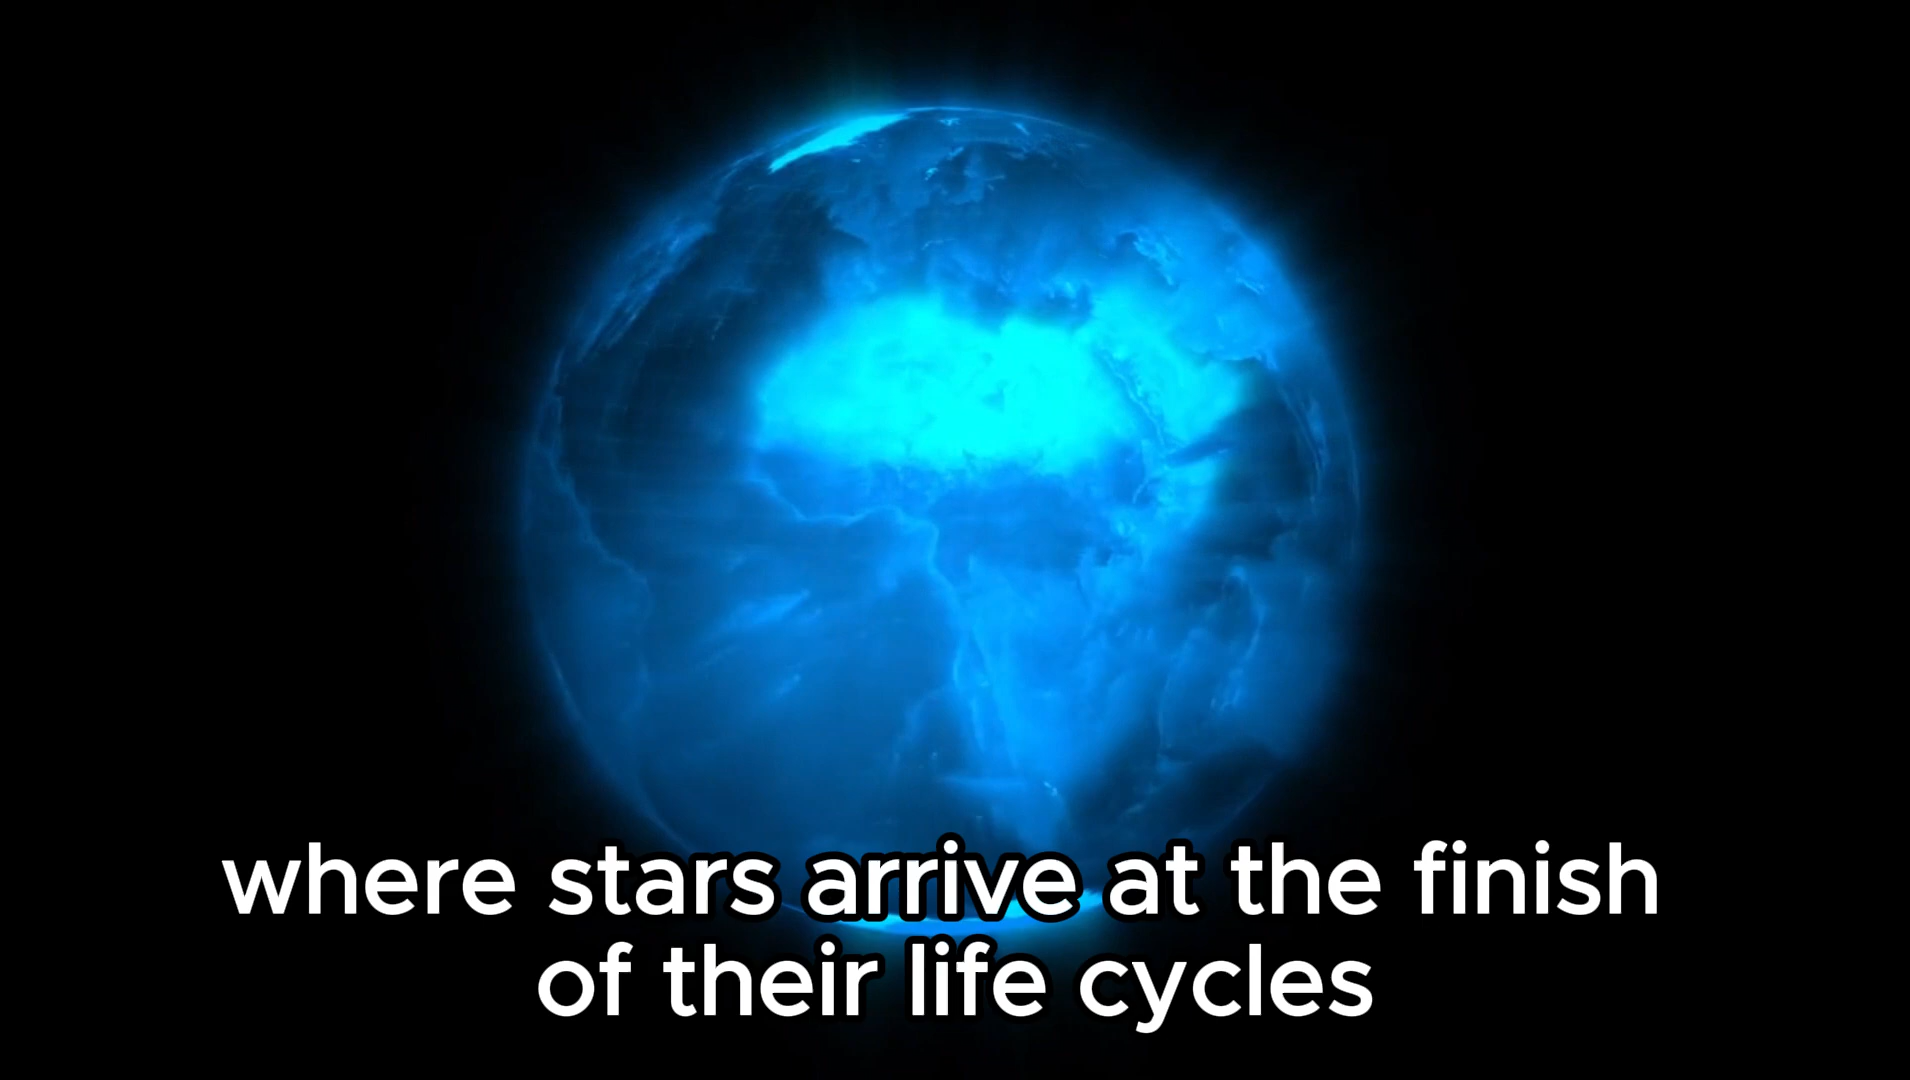 where stars arrive at the finish
of their life cycles